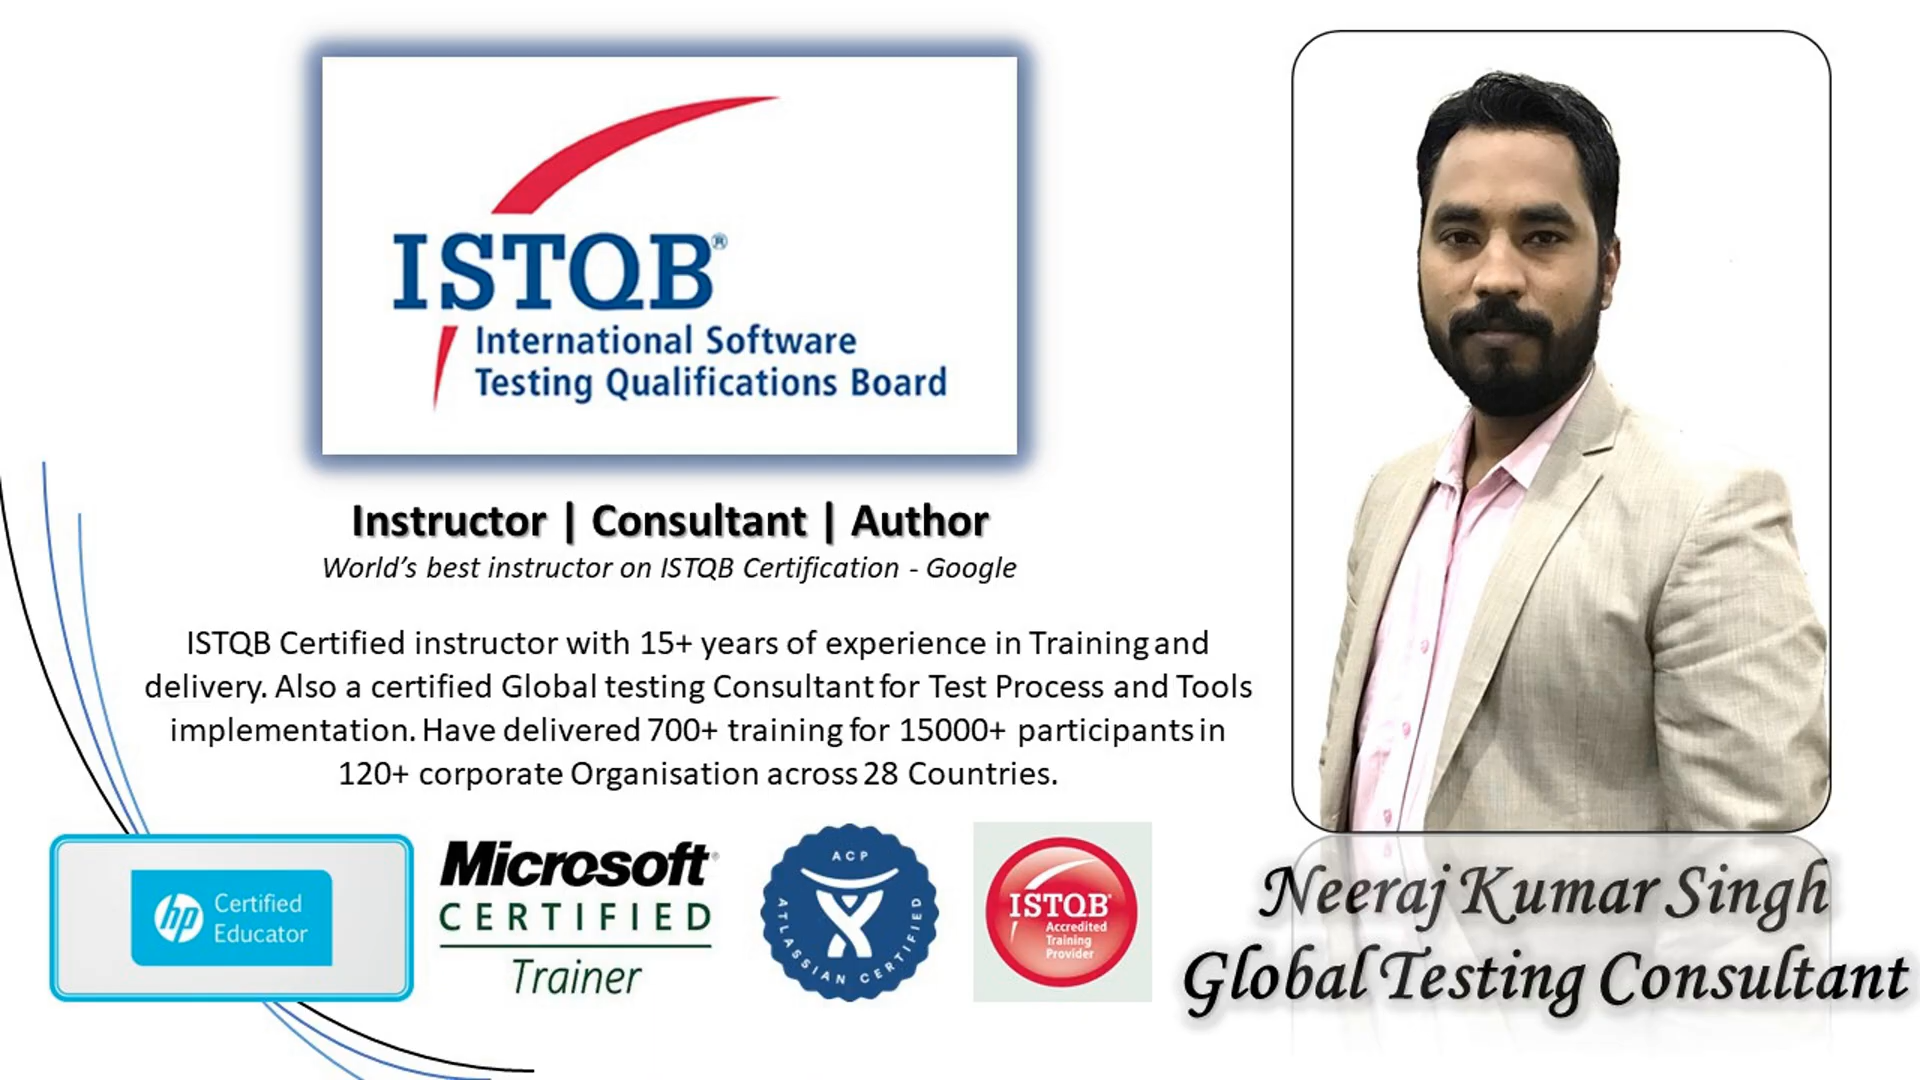 ISTQB®
International Software
Testing Qualifications Board
Instructor | Consultant | Author
World’s best instructor on ISTQB Certification - Google
ISTQB Certified instructor with 15+ years of experience in Training and
delivery. Also a certified Global testing Consultant for Test Process and Tools
implementation. Have delivered 700+ training for 15000+ participants in
120+ corporate Organisation across 28 Countries.
hp
Certified
Educator
Microsoft®
CERTIFIED
Trainer
ACP
ATLASSIAN CERTIFIED
ISTQB®
Accredited
Training
Provider
Neeraj Kumar Singh
Global Testing Consultant